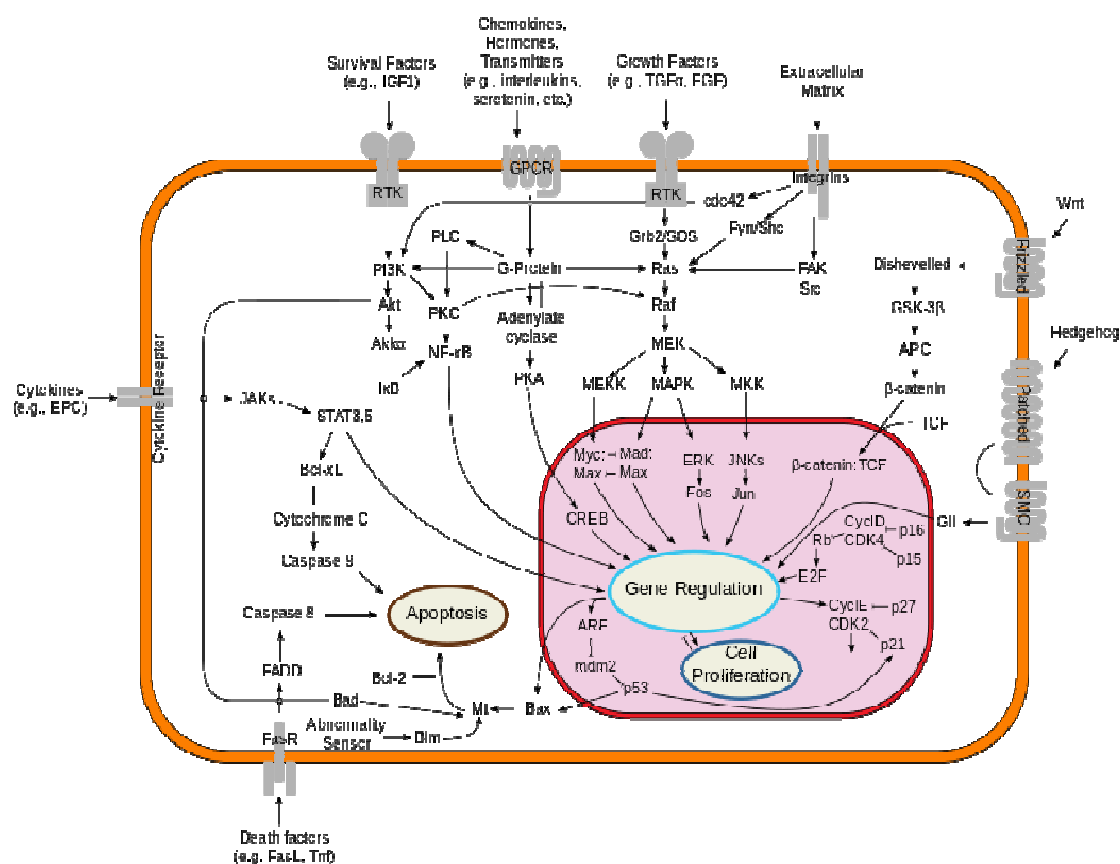 Chemokines,
Hormones,
Transmitters
(e.g., interleukins,
serotonin, etc.)
Survival Factors
(e.g., IGF1)
Growth Factors
(e.g., TGFα, EGF)
Extracellular
Matrix
RTK
GPCR
RTK
Integrins
cdc42
Wnt
PLC
Grb2/SOS
Fyn/Shc
Frizzled
PI3K
G-Protein
Ras
FAK
Src
Dishevelled
Akt
PKC
Adenylate
cyclase
Raf
GSK-3β
Hedgehog
NF-κB
MEK
APC
Cytokine Receptor
PKA
MEKK
MAPK
MKK
β-catenin
Patched
Cytokines
(e.g., EPC)
JAKs
STAT3,5
TCF
Bcl-xL
Myc:
Mad:
Max
Max
ERK
JNKs
β-catenin:TCF
Fos
Jun
Cytochrome C
CREB
CyclD
p16
Gli
SMO
Rb
CDK4
p15
Caspase 9
E2F
Gene Regulation
Caspase 8
Apoptosis
ARF
CyclE
p27
CDK2
mdm2
Cell
Proliferation
p21
FADD
Bcl-2
p53
Bad
Mt
Bax
Abnormality
Sensor
Bim
FasR
Death factors
(e.g. FasL, Tnf)